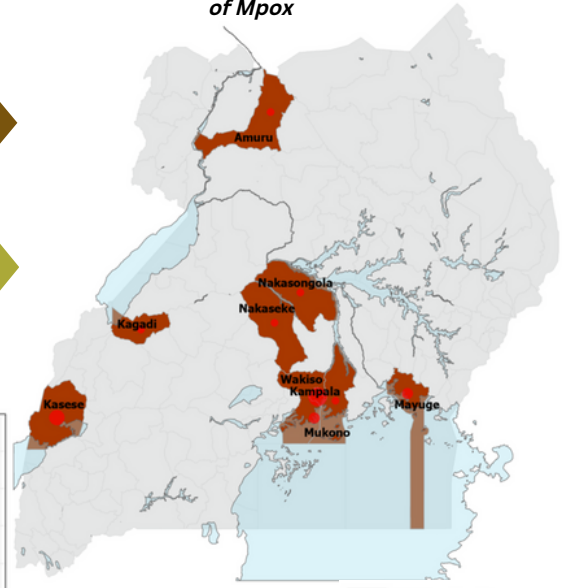 of Mpox
Amuru
Nakasongola
Nakaseke
Kagadi
Wakiso
Kampala
Kasese
Mayuge
Mukono